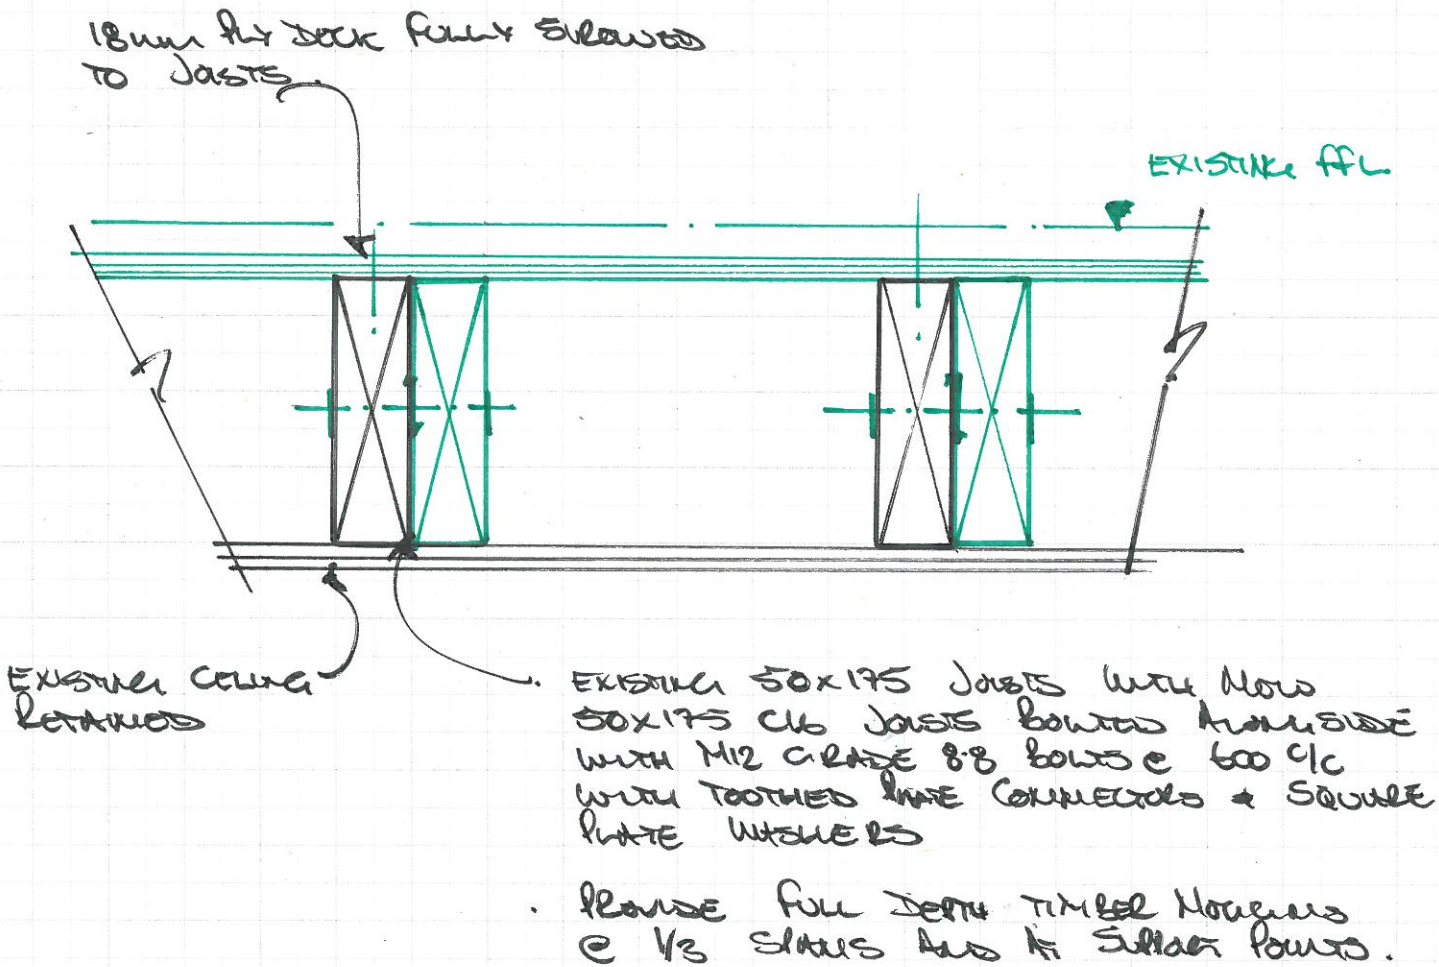 18mm PLY DECK FULLY SCREWED
TO JOISTS.
EXISTING FFL
EXISTING CEILING
RETAINED
. EXISTING 50x175 JOISTS WITH NEW
50x175 C16 JOISTS BOLTED ALONGSIDE
WITH M12 GRADE 8.8 BOLTS @ 600 C/C
WITH TOOTHED PLATE CONNECTORS & SQUARE
PLATE WASHERS
. PROVIDE FULL DEPTH TIMBER NOGGINS
@ 1/3 SPANS AND AT SUPPORT POINTS.